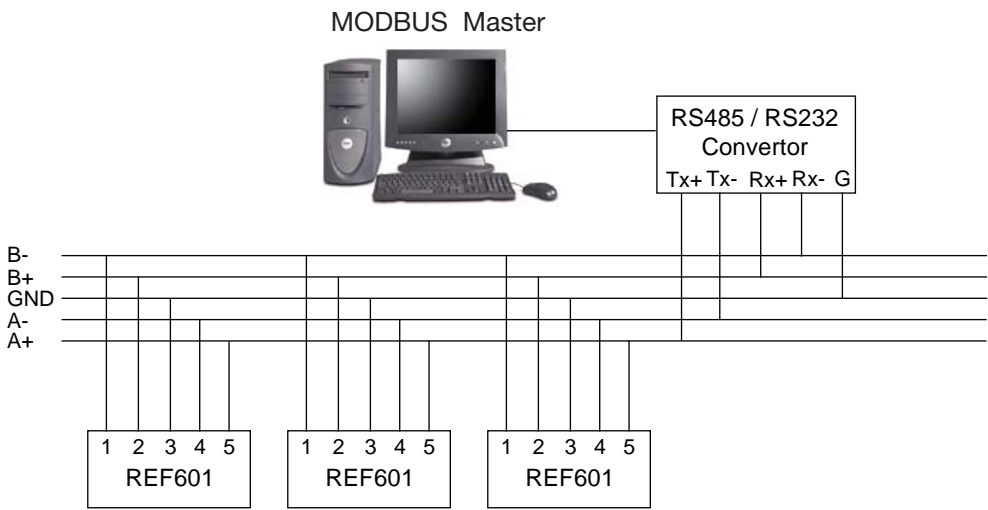 MODBUS Master
RS485 / RS232
Convertor
Tx+ Tx- Rx+ Rx- G
B-
B+
GND
A-
A+
1 2 3 4 5
REF601
1 2 3 4 5
REF601
1 2 3 4 5
REF601